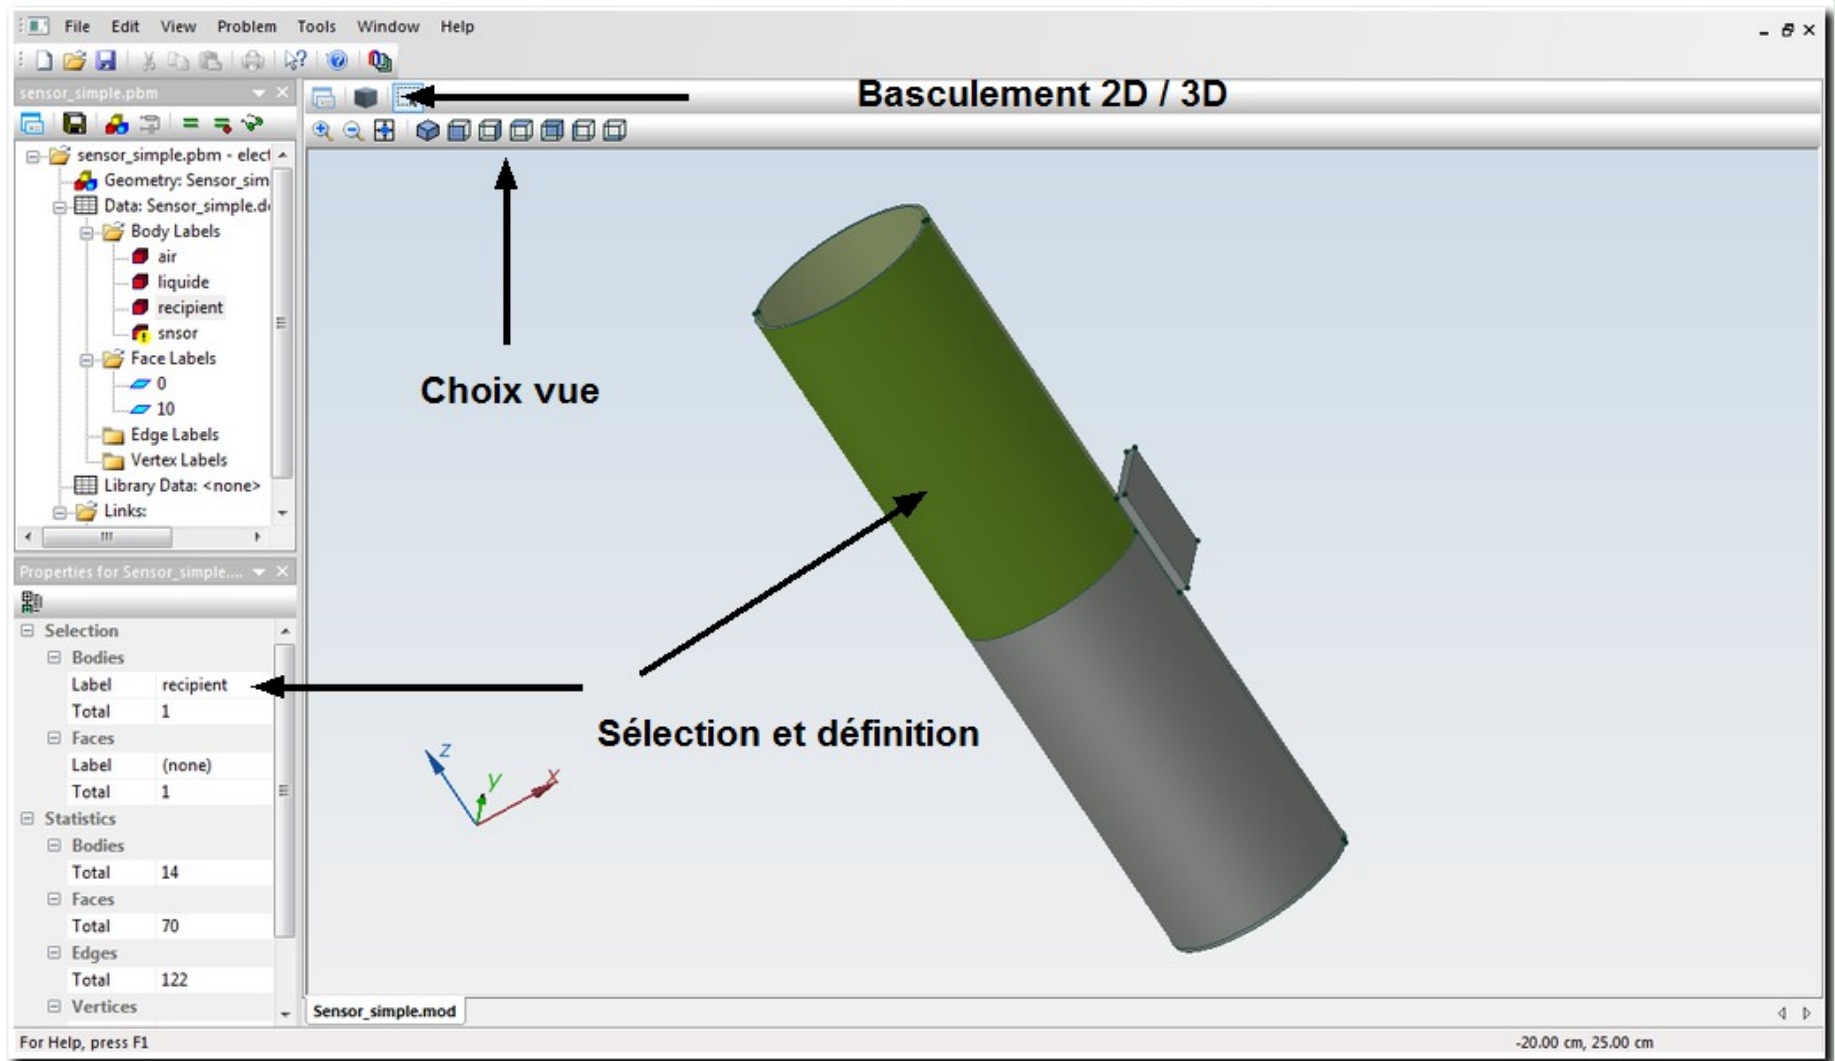 File Edit View Problem Tools Window Help
sensor_simple.pbm
Basculement 2D / 3D
sensor_simple.pbm - elect
Geometry: Sensor_sim
Data: Sensor_simple.d
Body Labels
air
liquide
recipient
snsor
Face Labels
0
10
Edge Labels
Vertex Labels
Library Data: <none>
Links:
Choix vue
Properties for Sensor_simple....
Selection
Bodies
Label recipient
Total 1
Faces
Label (none)
Total 1
Statistics
Bodies
Total 14
Faces
Total 70
Edges
Total 122
Vertices
Sélection et définition
z
y
x
Sensor_simple.mod
For Help, press F1
-20.00 cm, 25.00 cm